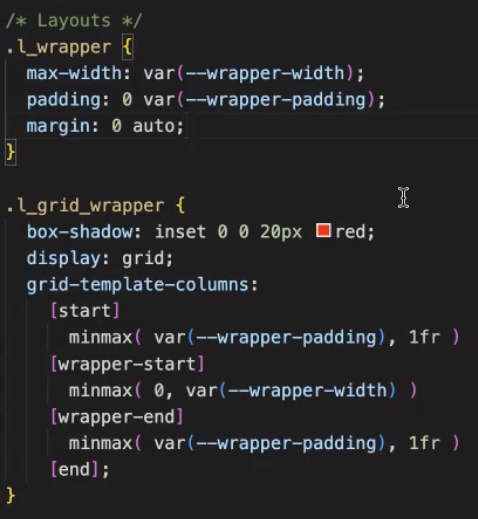 /* Layouts */
.l_wrapper {
  max-width: var(--wrapper-width);
  padding: 0 var(--wrapper-padding);
  margin: 0 auto;
}

.l_grid_wrapper {
  box-shadow: inset 0 0 20px red;
  display: grid;
  grid-template-columns:
    [start]
      minmax( var(--wrapper-padding), 1fr )
    [wrapper-start]
      minmax( 0, var(--wrapper-width) )
    [wrapper-end]
      minmax( var(--wrapper-padding), 1fr )
    [end];
}